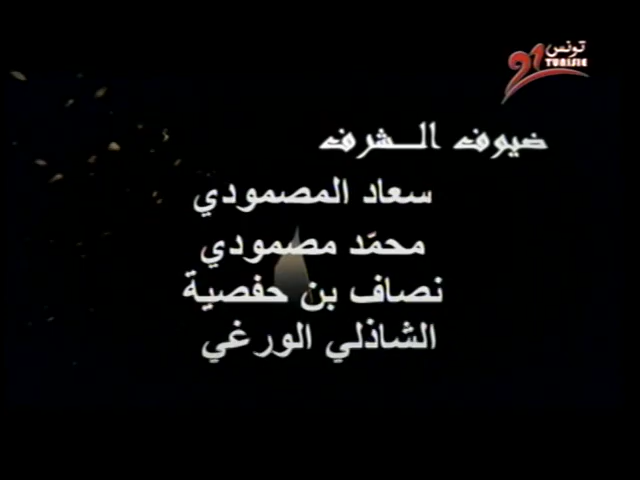 تونس
21
TUNISIE
ضيوف الشرف
سعاد المصمودي
محمّد مصمودي
نصاف بن حفصية
الشاذلي الورغي